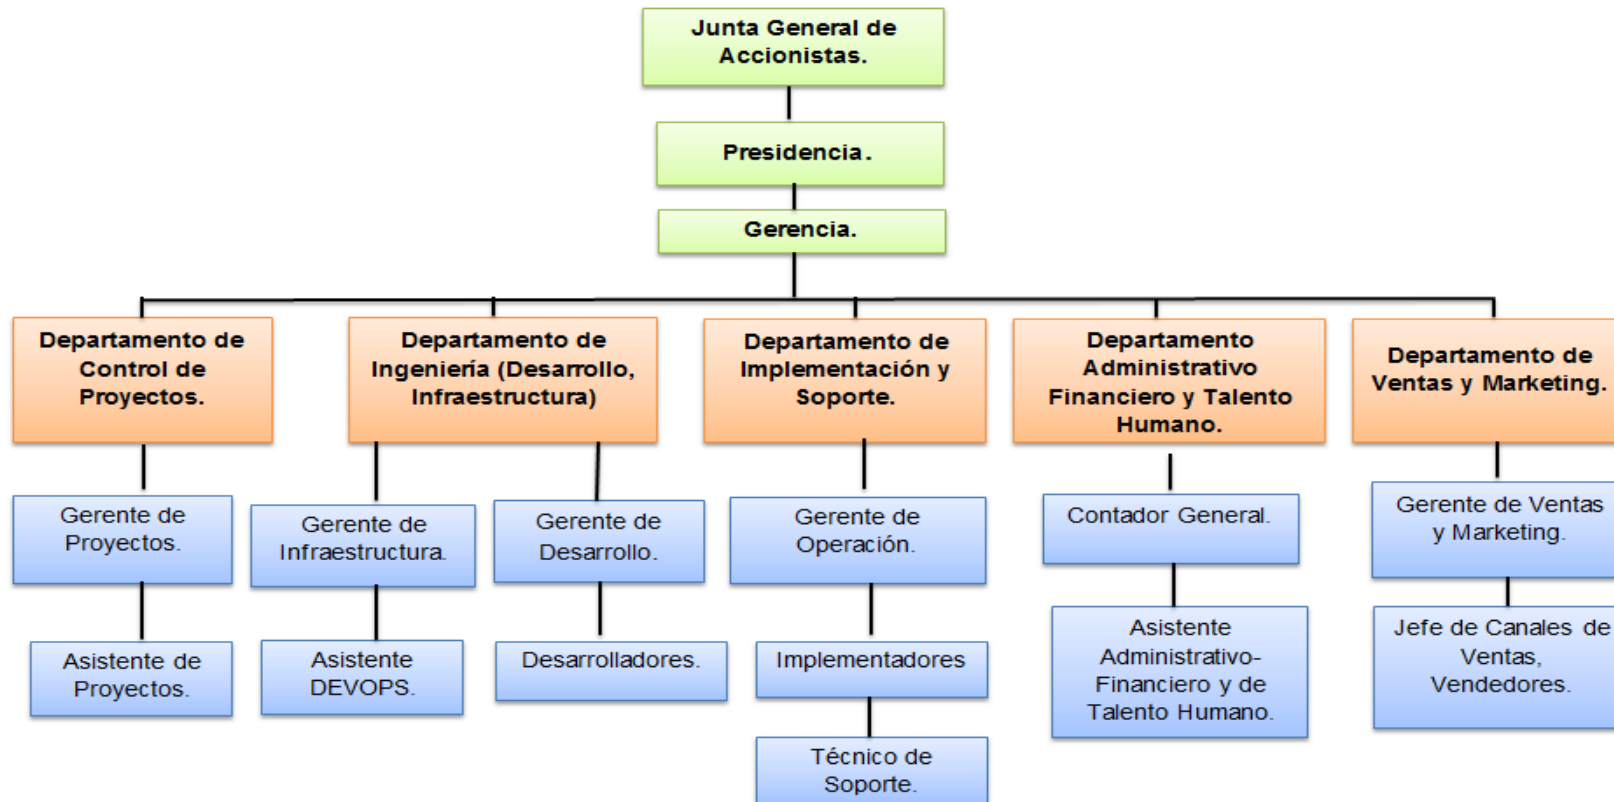 Junta General de
Accionistas.
Presidencia.
Gerencia.
Departamento de
Control de
Proyectos.
Departamento de
Ingeniería (Desarrollo,
Infraestructura)
Departamento de
Implementación y
Soporte.
Departamento
Administrativo
Financiero y Talento
Humano.
Departamento de
Ventas y Marketing.
Gerente de
Proyectos.
Gerente de
Infraestructura.
Gerente de
Desarrollo.
Gerente de
Operación.
Contador General.
Gerente de Ventas
y Marketing.
Asistente de
Proyectos.
Asistente
DEVOPS.
Desarrolladores.
Implementadores
Asistente
Administrativo-
Financiero y de
Talento Humano.
Jefe de Canales de
Ventas,
Vendedores.
Técnico de
Soporte.